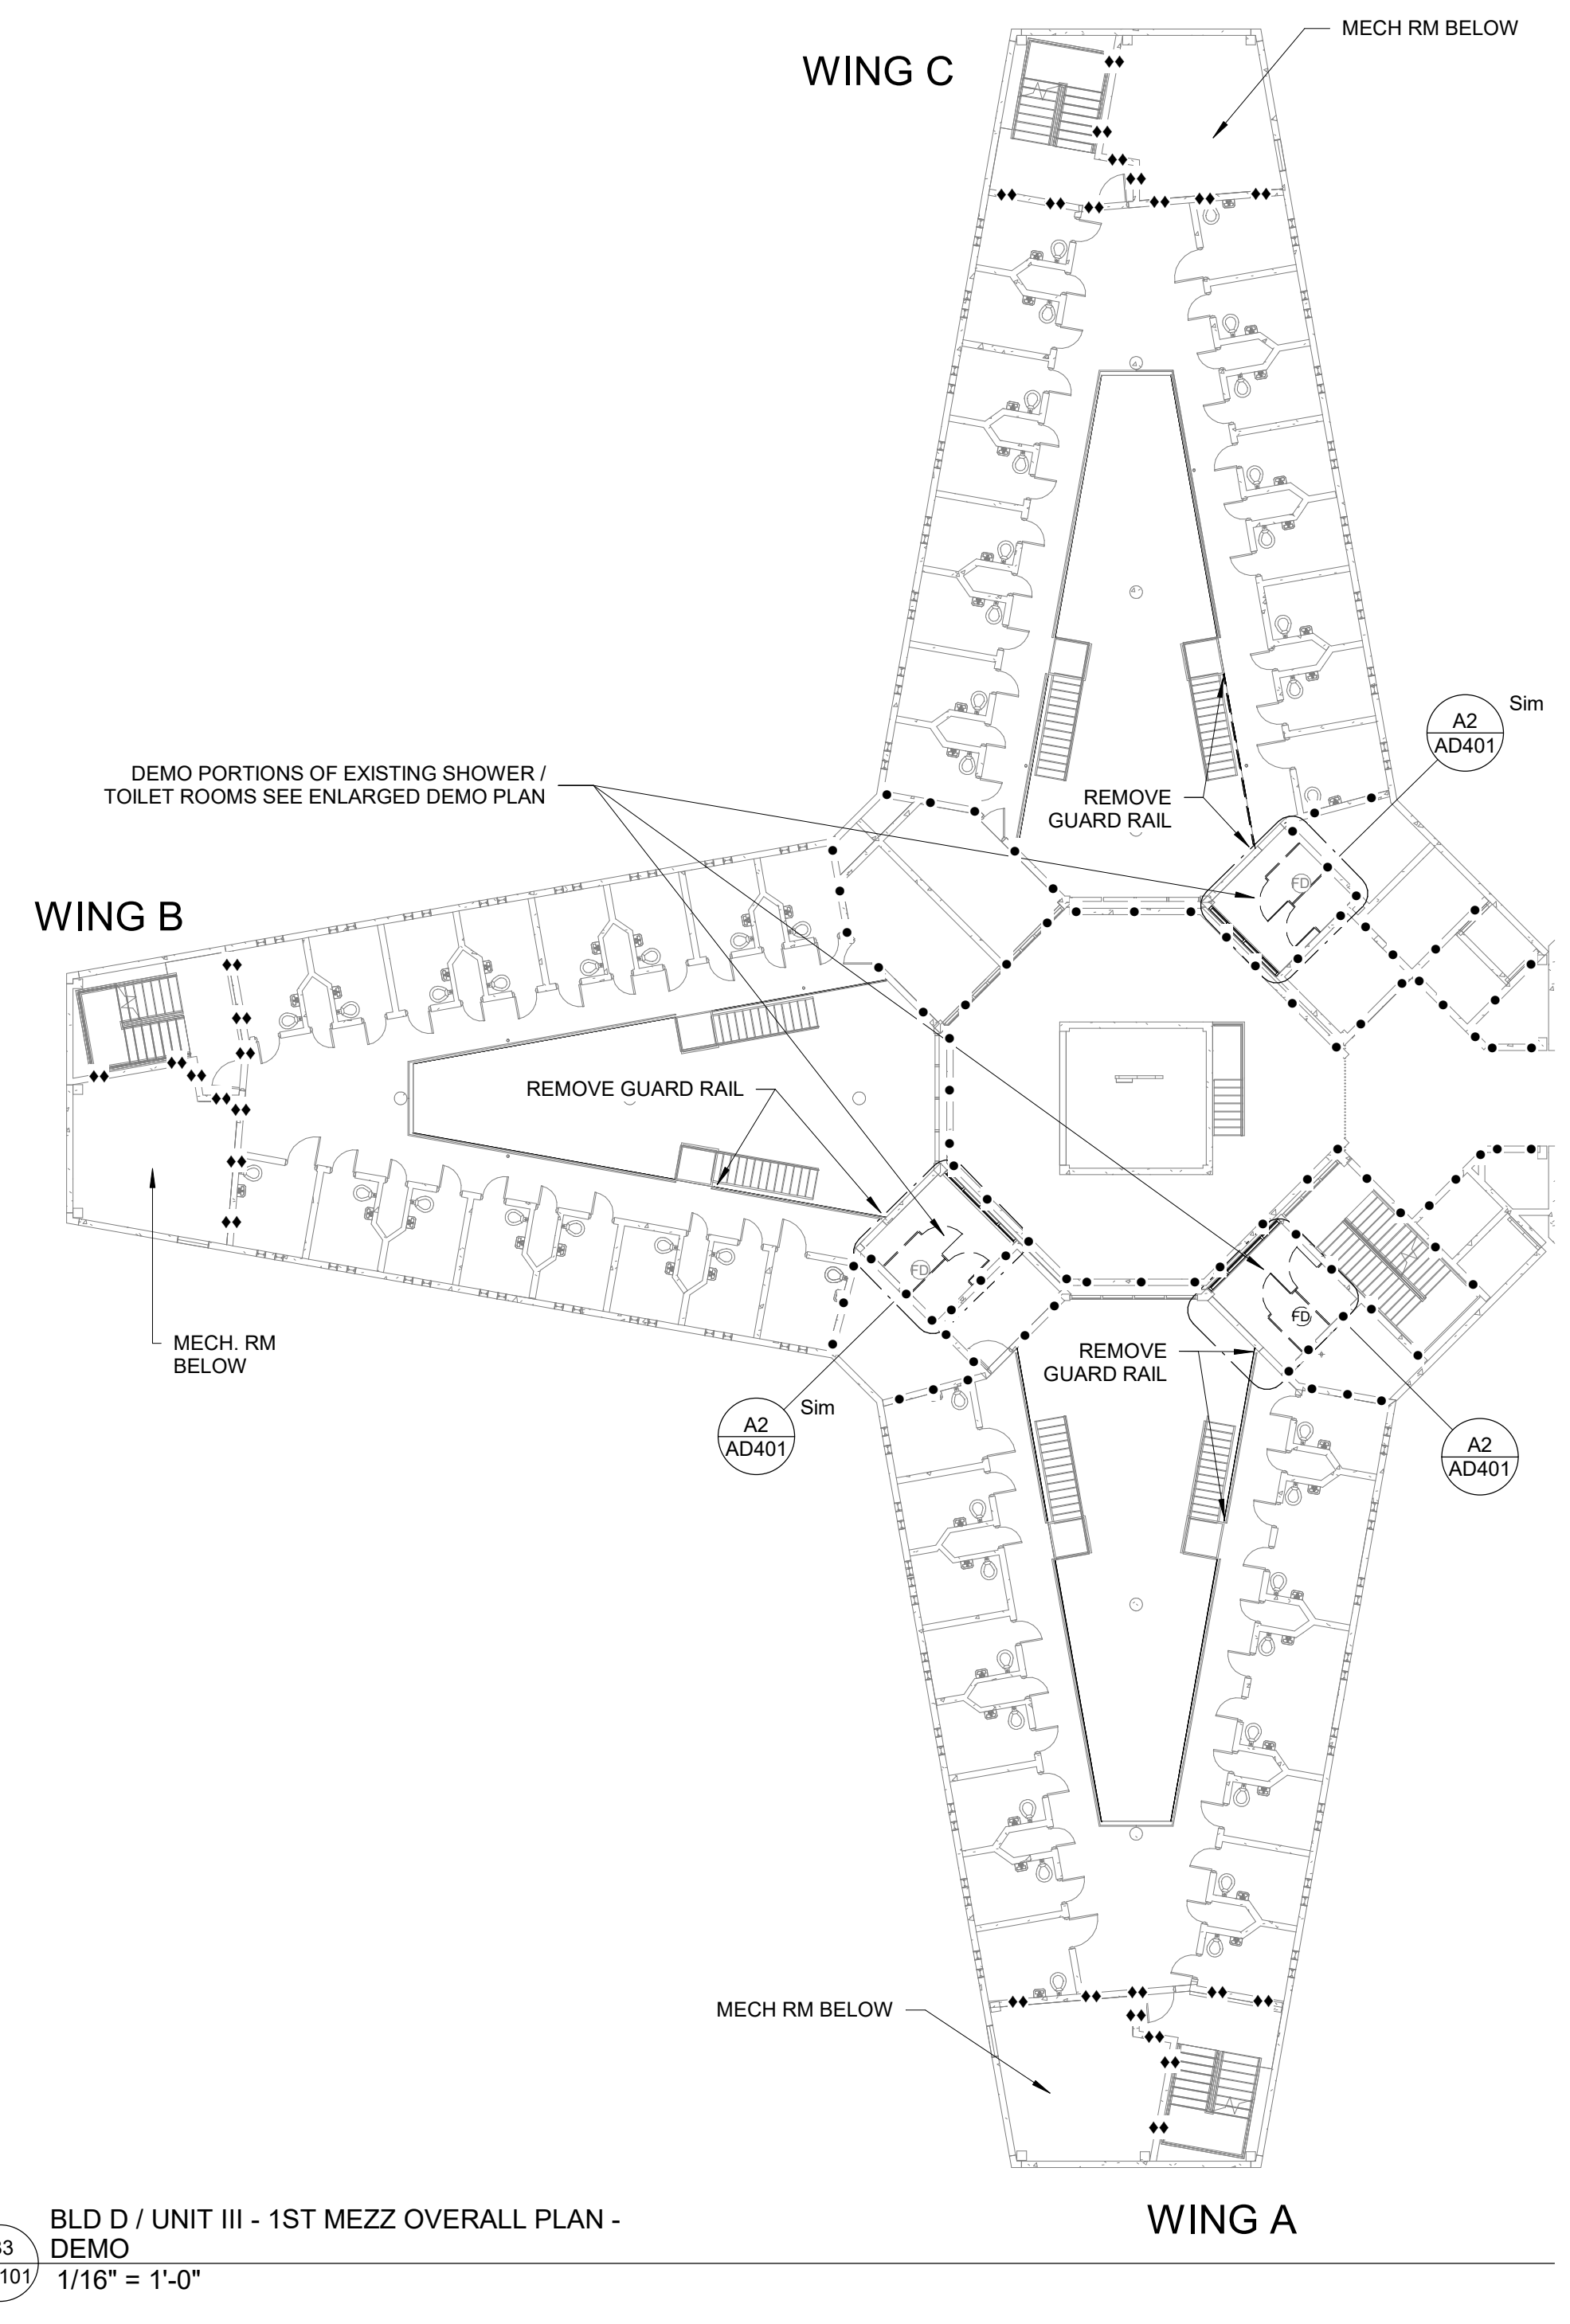 WING C
MECH RM BELOW
A2
AD401
Sim
DEMO PORTIONS OF EXISTING SHOWER /
TOILET ROOMS SEE ENLARGED DEMO PLAN
REMOVE
GUARD RAIL
FD
WING B
REMOVE GUARD RAIL
FD
FD
MECH. RM
BELOW
REMOVE
GUARD RAIL
A2
AD401
Sim
A2
AD401
MECH RM BELOW
WING A
BLD D / UNIT III - 1ST MEZZ OVERALL PLAN -
DEMO
3
101
1/16" = 1'-0"